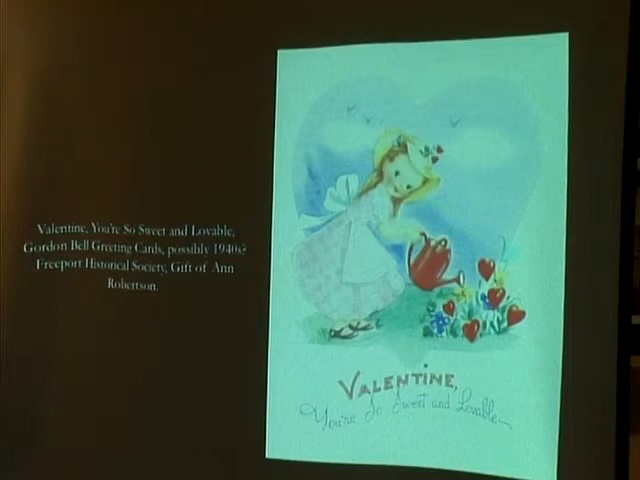 Valentine, You're So Sweet and Lovable,
Gordon Bell Greeting Cards, possibly 1940s?
Freeport Historical Society, Gift of Ann
Robertson.
VALENTINE,
You're So Sweet and Lovable